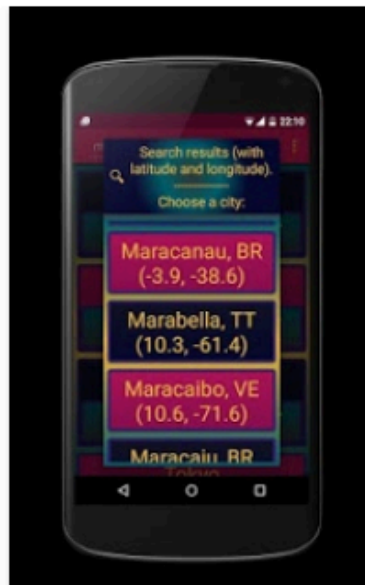 22:10
Search results (with
latitude and longitude).
Choose a city:
Maracanau, BR
(-3.9, -38.6)
Marabella, TT
(10.3, -61.4)
Maracaibo, VE
(10.6, -71.6)
Maracaju, BR
Tokyo